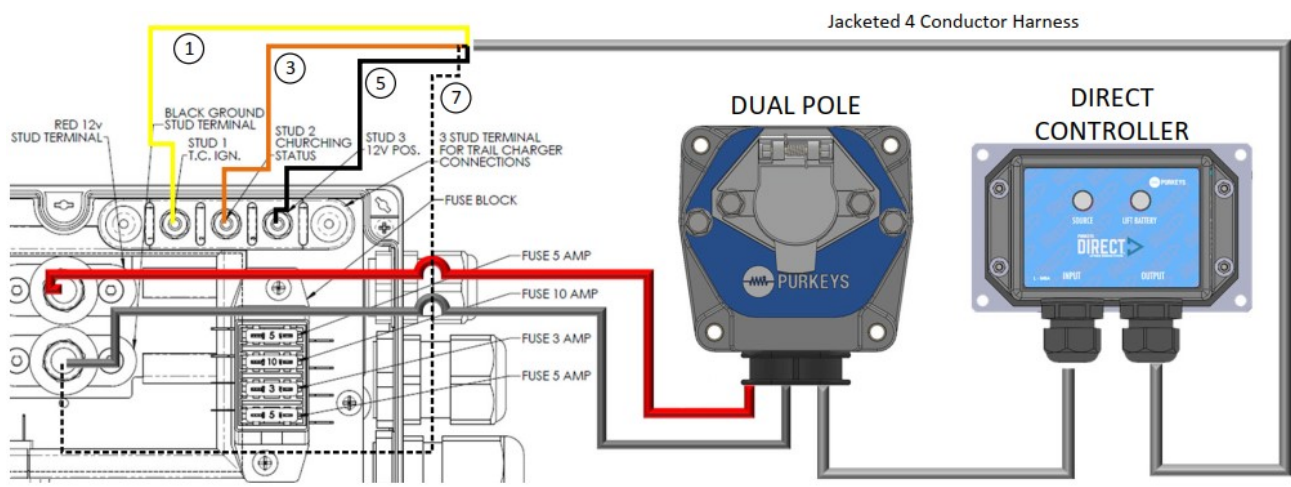 Jacketed 4 Conductor Harness
1
3
5
7
BLACK GROUND
STUD TERMINAL
RED 12v
STUD TERMINAL
STUD 1
T.C. IGN.
STUD 2
CHURCHING
STATUS
STUD 3
12V POS.
3 STUD TERMINAL
FOR TRAIL CHARGER
CONNECTIONS
FUSE BLOCK
FUSE 5 AMP
FUSE 10 AMP
FUSE 3 AMP
FUSE 5 AMP
5
10
3
5
DUAL POLE
PURKEYS
DIRECT
CONTROLLER
PURKEYS
SOURCE
LIFT BATTERY
DIRECT
INPUT
OUTPUT